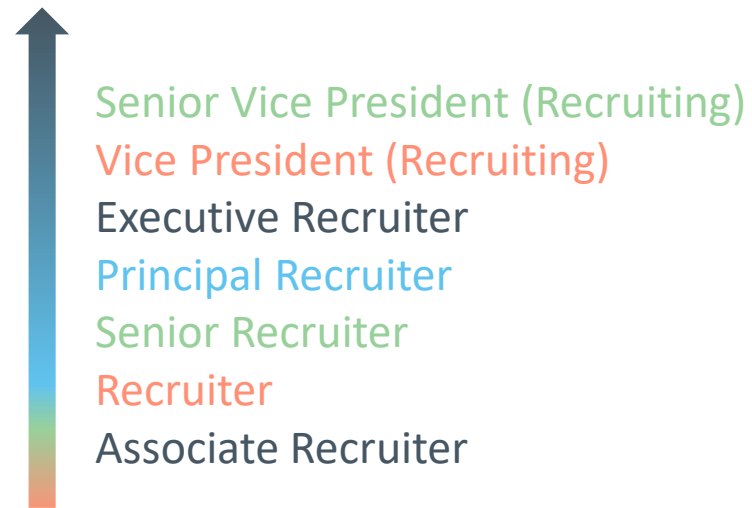 Senior Vice President (Recruiting)
Vice President (Recruiting)
Executive Recruiter
Principal Recruiter
Senior Recruiter
Recruiter
Associate Recruiter